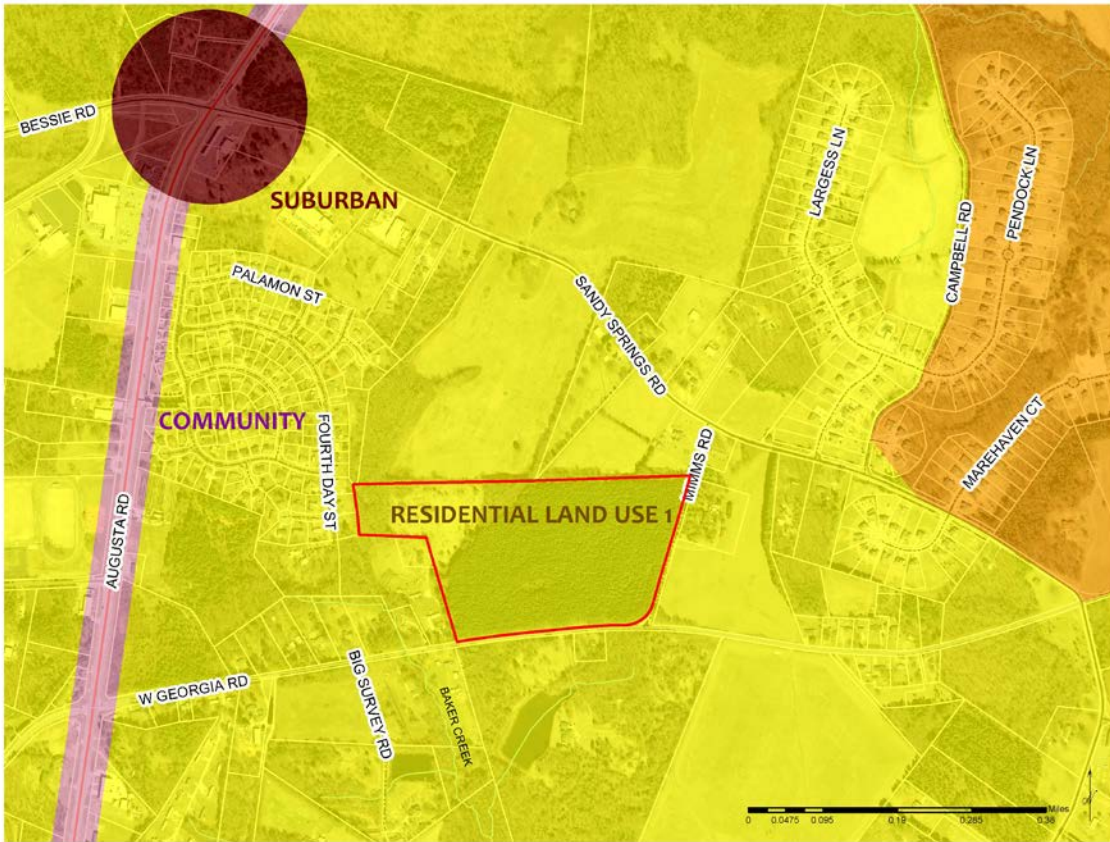 BESSIE RD
SUBURBAN
PALAMON ST
LARGESS LN
CAMPBELL RD
PENDOCK LN
SANDY SPRINGS RD
COMMUNITY
FOURTH DAY ST
MAREHAVEN CT
MIMMS RD
RESIDENTIAL LAND USE 1
AUGUSTA RD
W GEORGIA RD
BIG SURVEY RD
BAKER CREEK
Miles
0 0.0475 0.095 0.19 0.285 0.38